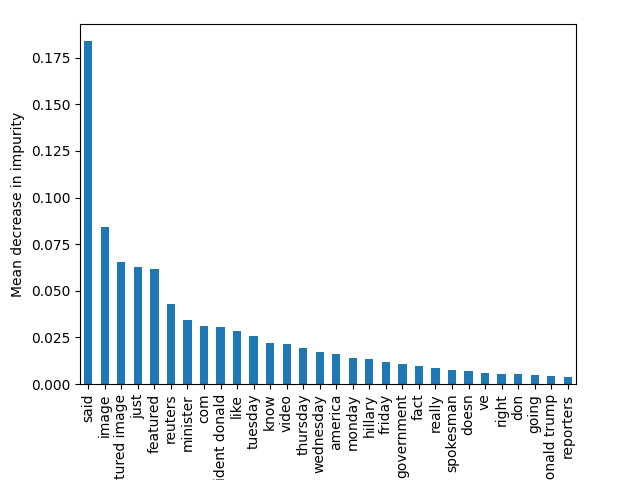 Mean decrease in impurity
0.175
0.150
0.125
0.100
0.075
0.050
0.025
0.000
said
image
tured image
just
featured
reuters
minister
com
ident donald
like
tuesday
know
video
thursday
wednesday
america
monday
hillary
friday
government
fact
really
spokesman
doesn
ve
right
don
going
onald trump
reporters